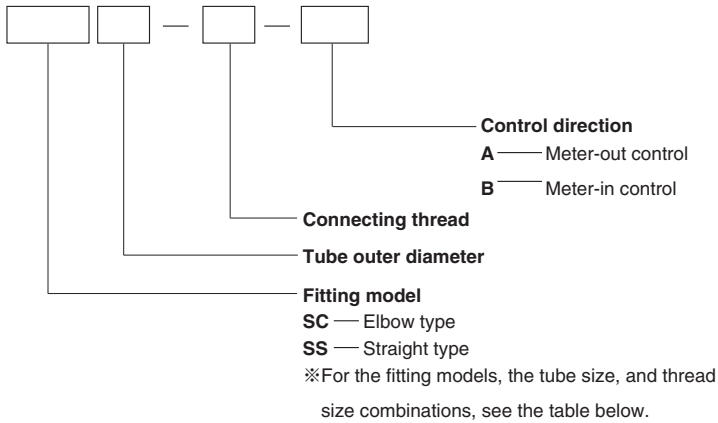 Control direction
A — Meter-out control
B — Meter-in control
Connecting thread
Tube outer diameter
Fitting model
SC — Elbow type
SS — Straight type
※For the fitting models, the tube size, and thread
size combinations, see the table below.